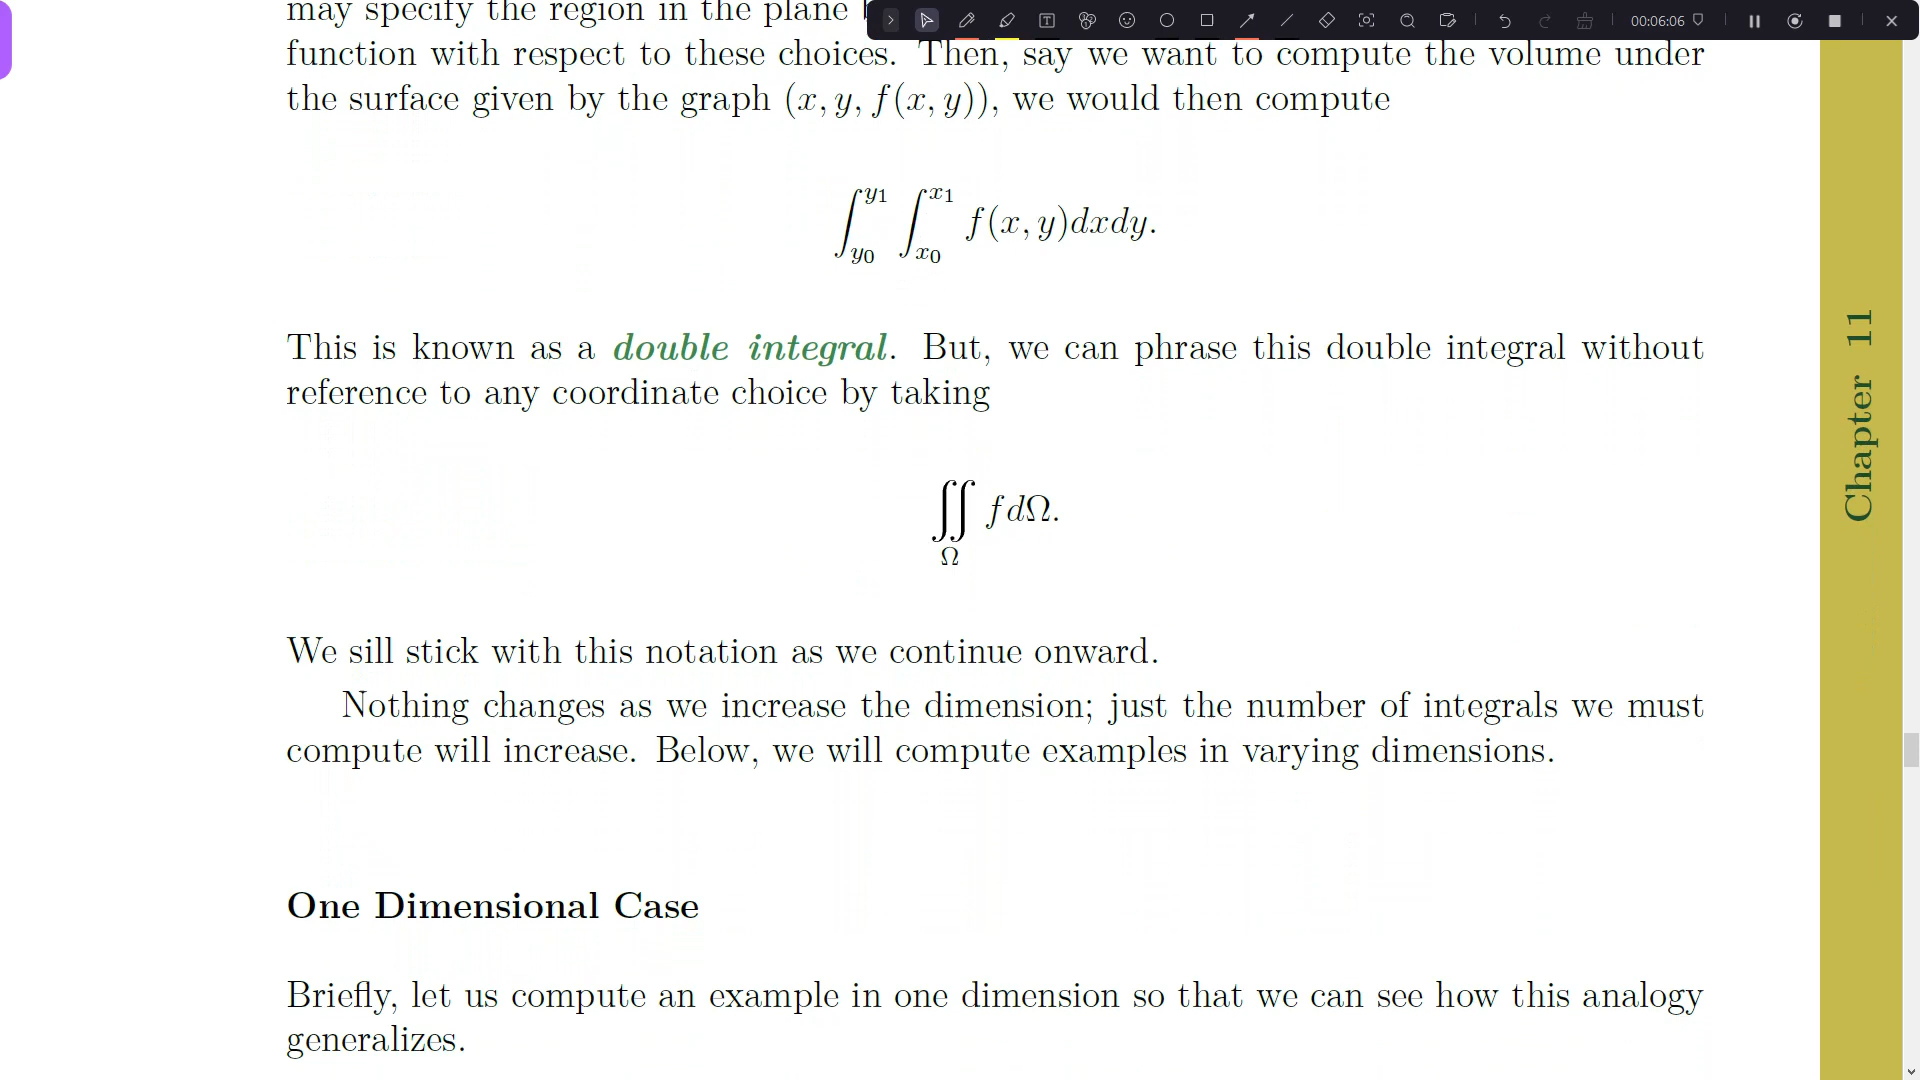 may specify the region in the plane
00:06:06
function with respect to these choices. Then, say we want to compute the volume under
the surface given by the graph (x, y, f(x, y)), we would then compute
∫_{y_0}^{y_1} ∫_{x_0}^{x_1} f(x, y)dxdy.
This is known as a double integral. But, we can phrase this double integral without
reference to any coordinate choice by taking
∬_Ω f dΩ.
We sill stick with this notation as we continue onward.
Nothing changes as we increase the dimension; just the number of integrals we must
compute will increase. Below, we will compute examples in varying dimensions.
One Dimensional Case
Briefly, let us compute an example in one dimension so that we can see how this analogy
generalizes.
Chapter 11